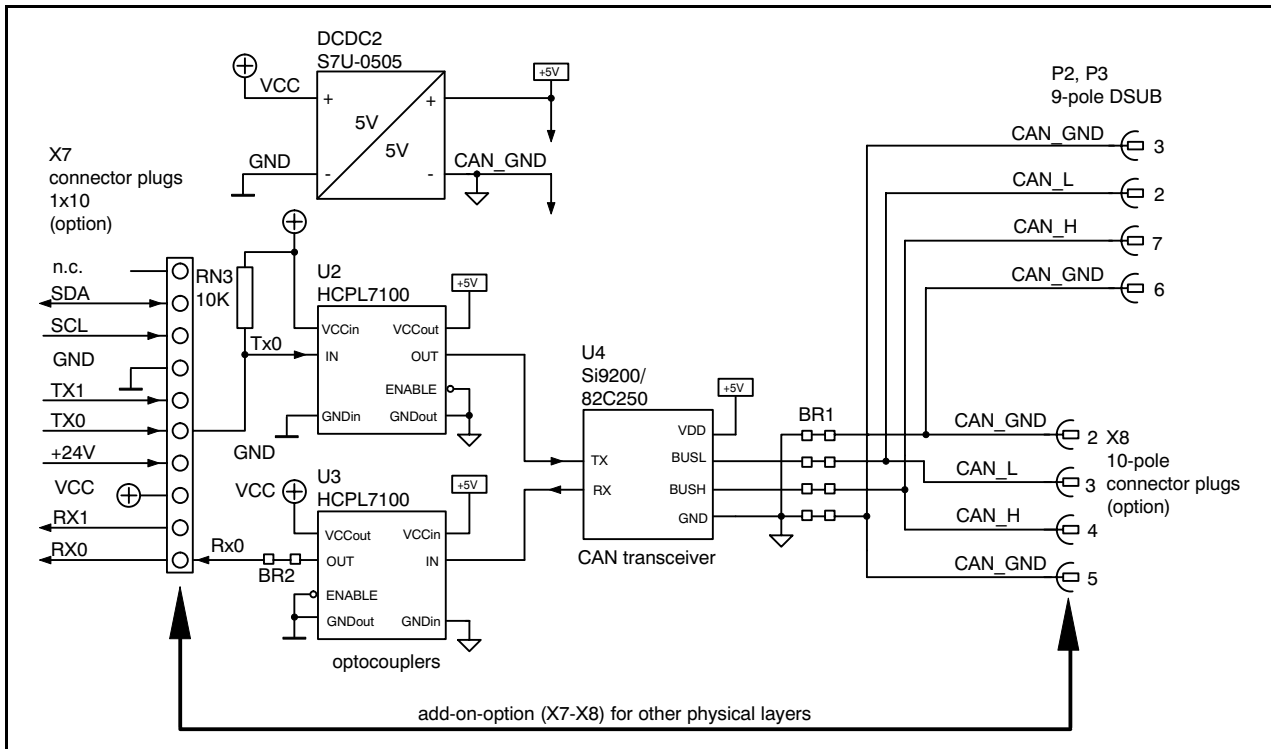 DCDC2
S7U-0505
VCC
+
+
5V
5V
-
-
GND
CAN_GND
+5V
P2, P3
9-pole DSUB
CAN_GND
3
CAN_L
2
CAN_H
7
CAN_GND
6
X7
connector plugs
1x10
(option)
n.c.
SDA
SCL
GND
TX1
TX0
+24V
VCC
RX1
RX0
RN3
10K
Tx0
U2
HCPL7100
+5V
VCCin
VCCout
IN
OUT
ENABLE
GNDin
GNDout
GND
U3
HCPL7100
VCC
+5V
VCCout
VCCin
Rx0
BR2
OUT
IN
ENABLE
GNDout
GNDin
optocouplers
U4
Si9200/
82C250
+5V
VDD
TX
BUSL
RX
BUSH
GND
CAN transceiver
BR1
CAN_GND
2
CAN_L
3
CAN_H
4
CAN_GND
5
X8
10-pole
connector plugs
(option)
add-on-option (X7-X8) for other physical layers